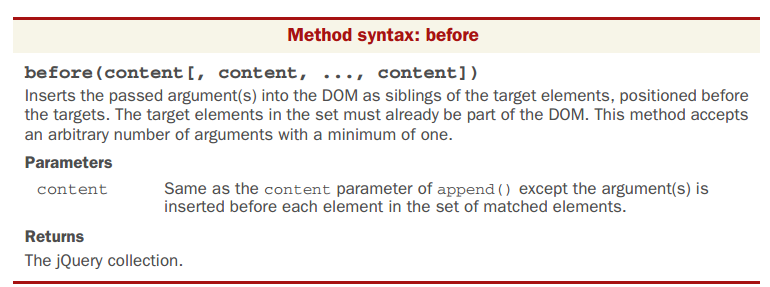 Method syntax: before
before(content[, content, ..., content])
Inserts the passed argument(s) into the DOM as siblings of the target elements, positioned before
the targets. The target elements in the set must already be part of the DOM. This method accepts
an arbitrary number of arguments with a minimum of one.
Parameters
content Same as the content parameter of append() except the argument(s) is
inserted before each element in the set of matched elements.
Returns
The jQuery collection.